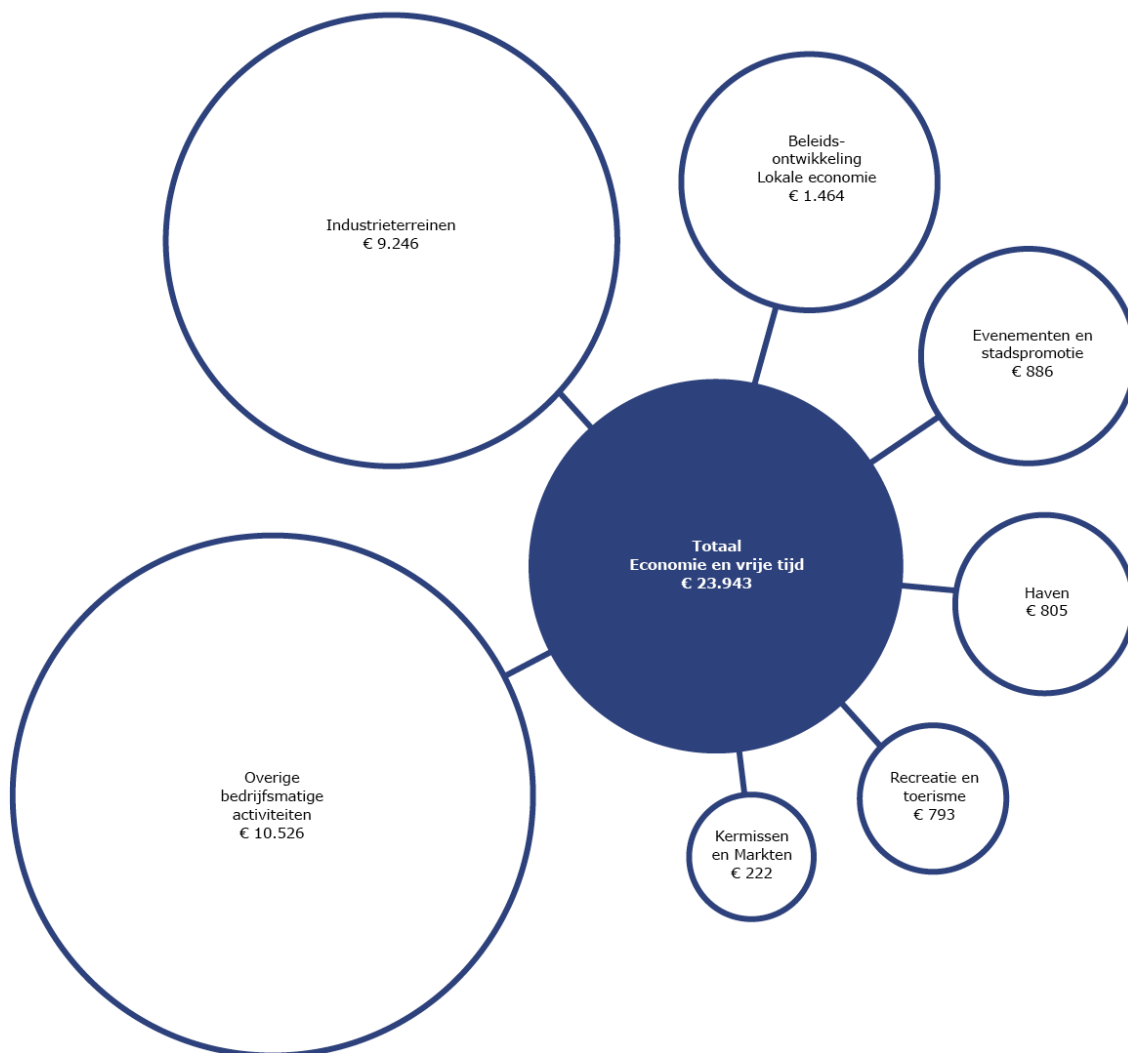 Beleids-
ontwikkeling
Lokale economie
€ 1.464
Industrieterreinen
€ 9.246
Evenementen en
stadspromotie
€ 886
Totaal
Economie en vrije tijd
€ 23.943
Haven
€ 805
Overige
bedrijfsmatige
activiteiten
€ 10.526
Recreatie en
toerisme
€ 793
Kermissen
en Markten
€ 222